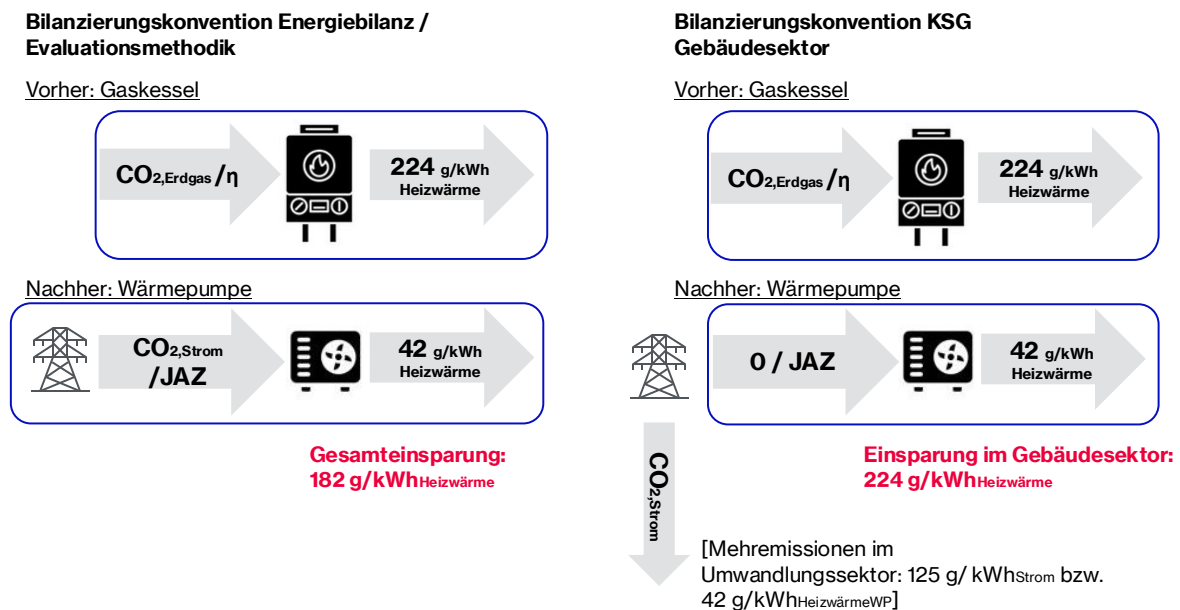 Bilanzierungskonvention Energiebilanz /
Evaluationsmethodik
Vorher: Gaskessel
CO2,Erdgas /η
224 g/kWh
Heizwärme
Nachher: Wärmepumpe
CO2,Strom
/JAZ
42 g/kWh
Heizwärme
Gesamteinsparung:
182 g/kWhHeizwärme
Bilanzierungskonvention KSG
Gebäudesektor
Vorher: Gaskessel
CO2,Erdgas /η
224 g/kWh
Heizwärme
Nachher: Wärmepumpe
0 / JAZ
42 g/kWh
Heizwärme
Einsparung im Gebäudesektor:
224 g/kWhHeizwärme
CO2,Strom
[Mehremissionen im
Umwandlungssektor: 125 g/ kWhStrom bzw.
42 g/kWhHeizwärmeWP]